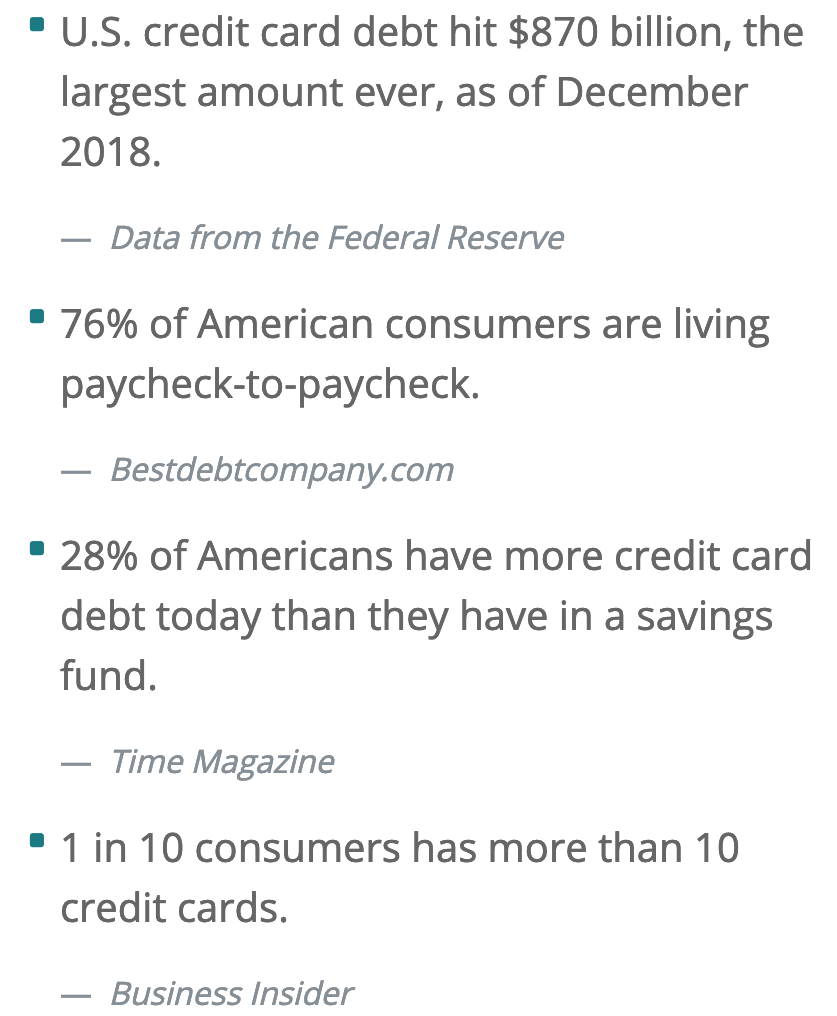 U.S. credit card debt hit $870 billion, the
largest amount ever, as of December
2018.
— Data from the Federal Reserve
76% of American consumers are living
paycheck-to-paycheck.
— Bestdebtcompany.com
28% of Americans have more credit card
debt today than they have in a savings
fund.
— Time Magazine
1 in 10 consumers has more than 10
credit cards.
— Business Insider